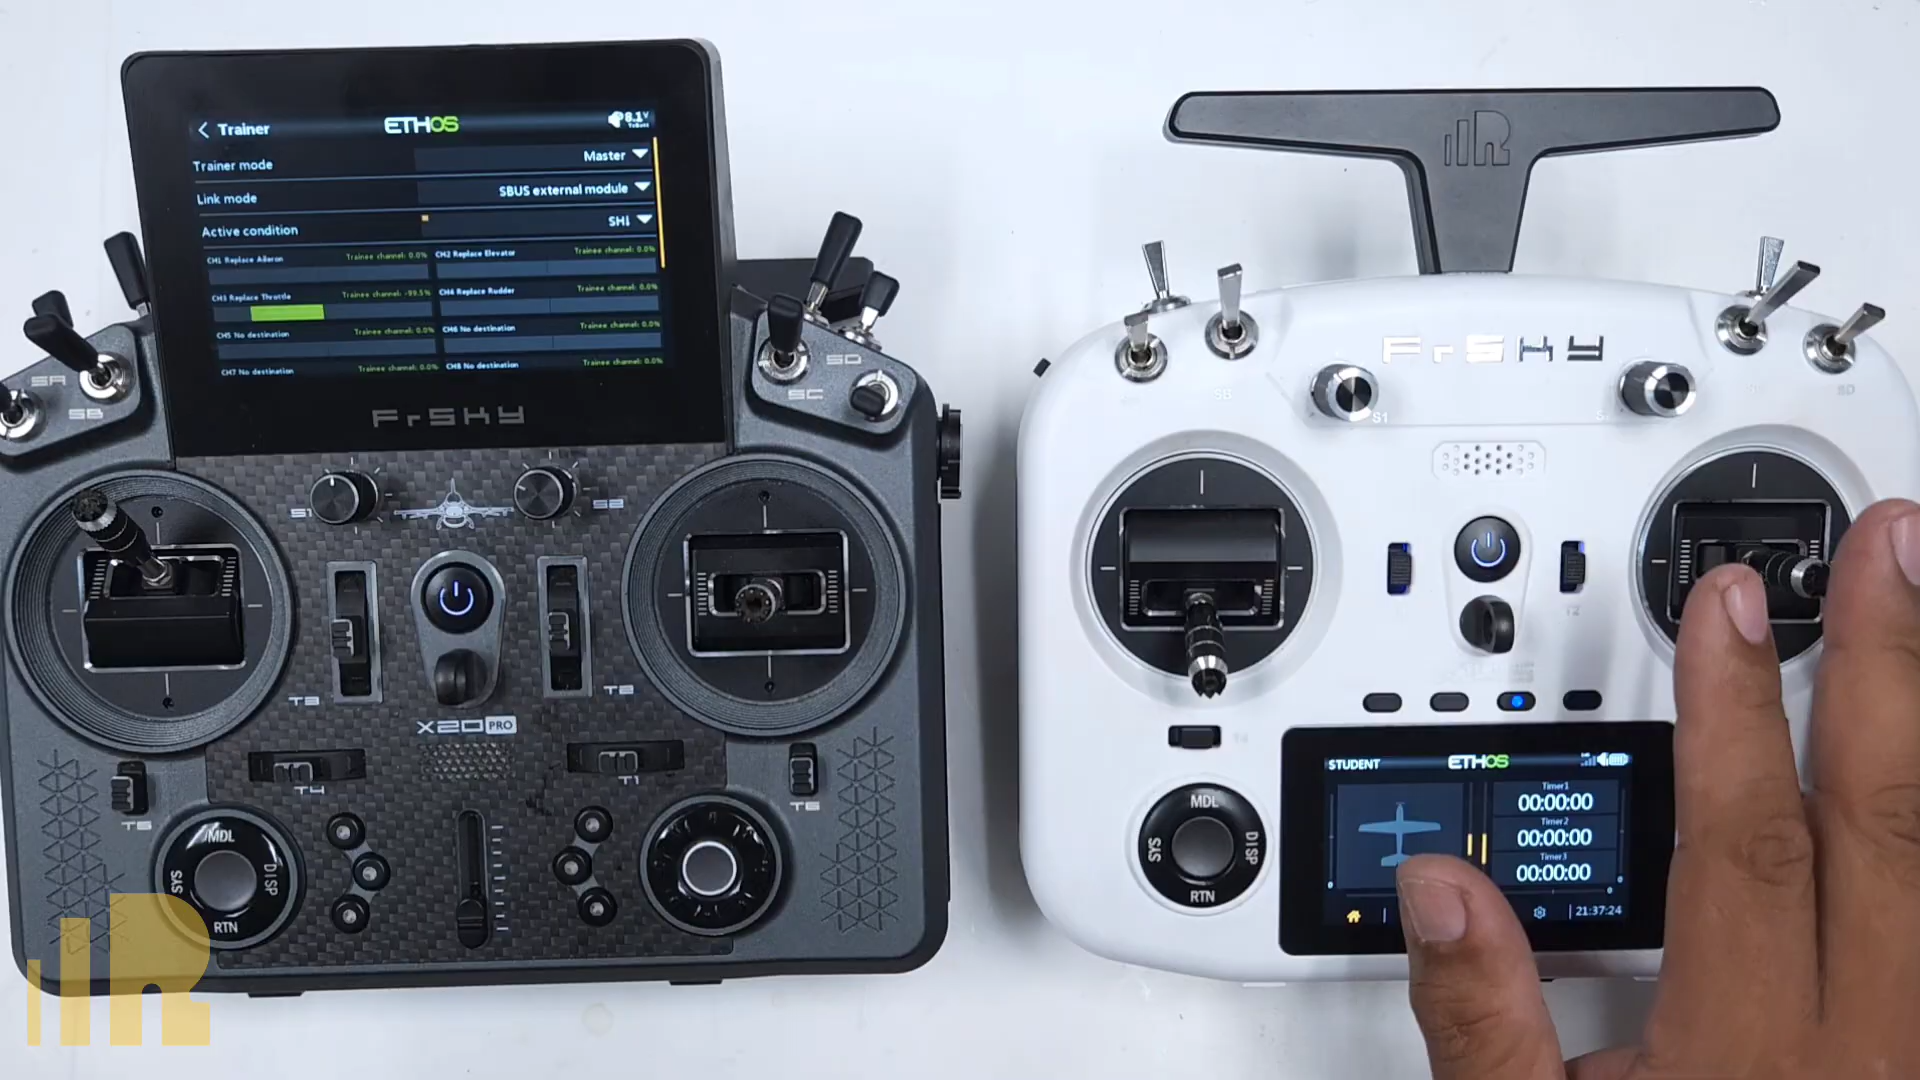 Trainer
ETHOS
8.1V
TxBatt
Trainer mode
Master
Link mode
SBUS external module
Active condition
SH↓
CH1 Replace Aileron
Trainee channel: 0.0%
CH2 Replace Elevator
Trainee channel: 0.0%
CH3 Replace Throttle
Trainee channel: -99.5%
CH4 Replace Rudder
Trainee channel: 0.0%
CH5 No destination
Trainee channel: 0.0%
CH6 No destination
Trainee channel: 0.0%
CH7 No destination
Trainee channel: 0.0%
CH8 No destination
Trainee channel: 0.0%
FrSKY
SA
SB
SC
SD
S1
S2
T3
T2
X20 PRO
T4
T1
T5
T6
MDL
SYS
DISP
RTN
FrSKY
SB
SD
S1
T2
MDL
SYS
DISP
RTN
STUDENT
ETHOS
Timer1
00:00:00
Timer2
00:00:00
Timer3
00:00:00
21:37:24